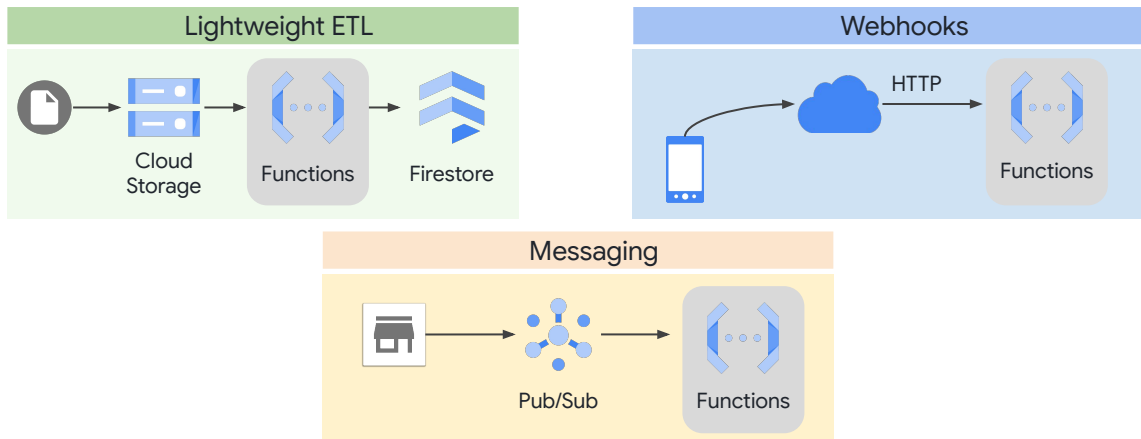 Lightweight ETL
Cloud
Storage
Functions
Firestore
Webhooks
HTTP
Functions
Messaging
Pub/Sub
Functions